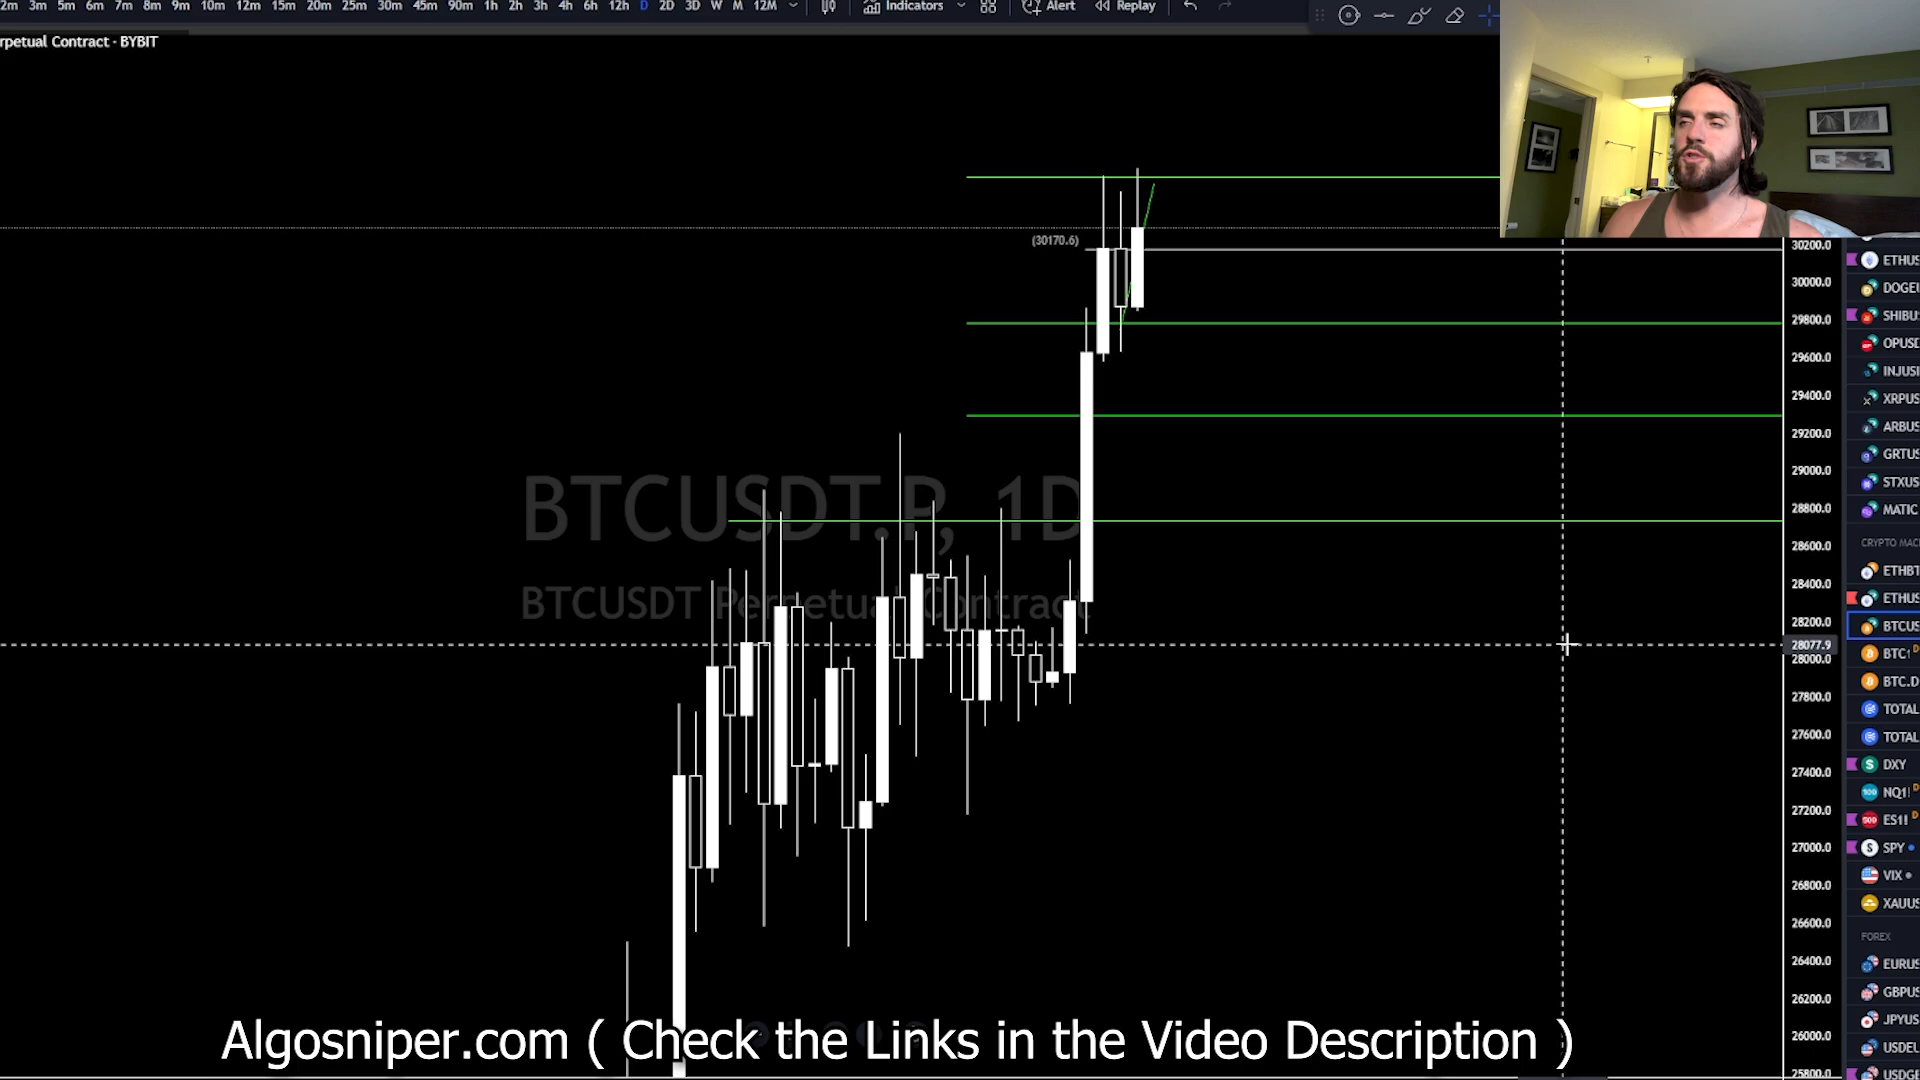 2m 3m 5m 6m 7m 8m 9m 10m 12m 15m 20m 25m 30m 45m 90m 1h 2h 3h 4h 6h 12h D 2D 3D W M 12M Indicators Alert Replay
rpetual Contract · BYBIT
(30170.6)
BTCUSDT.P, 1D
BTCUSDT Perpetual Contract
30200.0
30000.0
29800.0
29600.0
29400.0
29200.0
29000.0
28800.0
28600.0
28400.0
28200.0
28077.9
28000.0
27800.0
27600.0
27400.0
27200.0
27000.0
26800.0
26600.0
26400.0
26200.0
26000.0
25800.0
ETHUS
DOGEU
SHIBU
OPUSD
INJUS
XRPUS
ARBUS
GRTUS
STXUS
MATIC
CRYPTO MAC
ETHBT
ETHUS
BTCUS
BTC1 D
BTC.D
TOTAL
TOTAL
DXY
NQ1! D
ES1! D
SPY
VIX
XAUUS
FOREX
EURUS
GBPUS
JPYUS
USDEU
USDGB
Algosniper.com ( Check the Links in the Video Description )